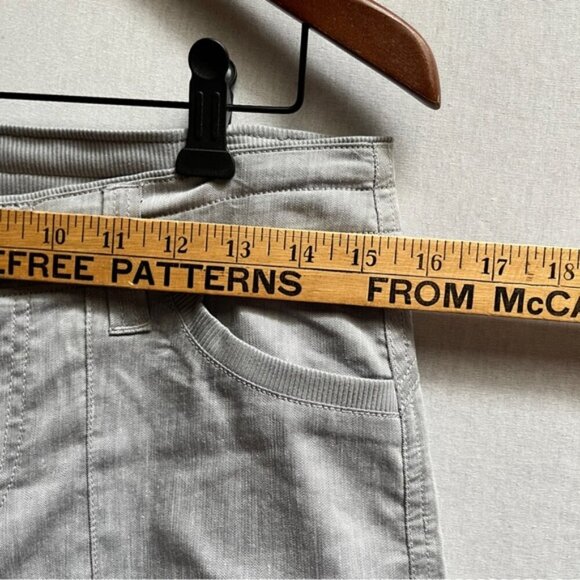 10 11 12 13 14 15 16 17 18
EFREE PATTERNS FROM McCA